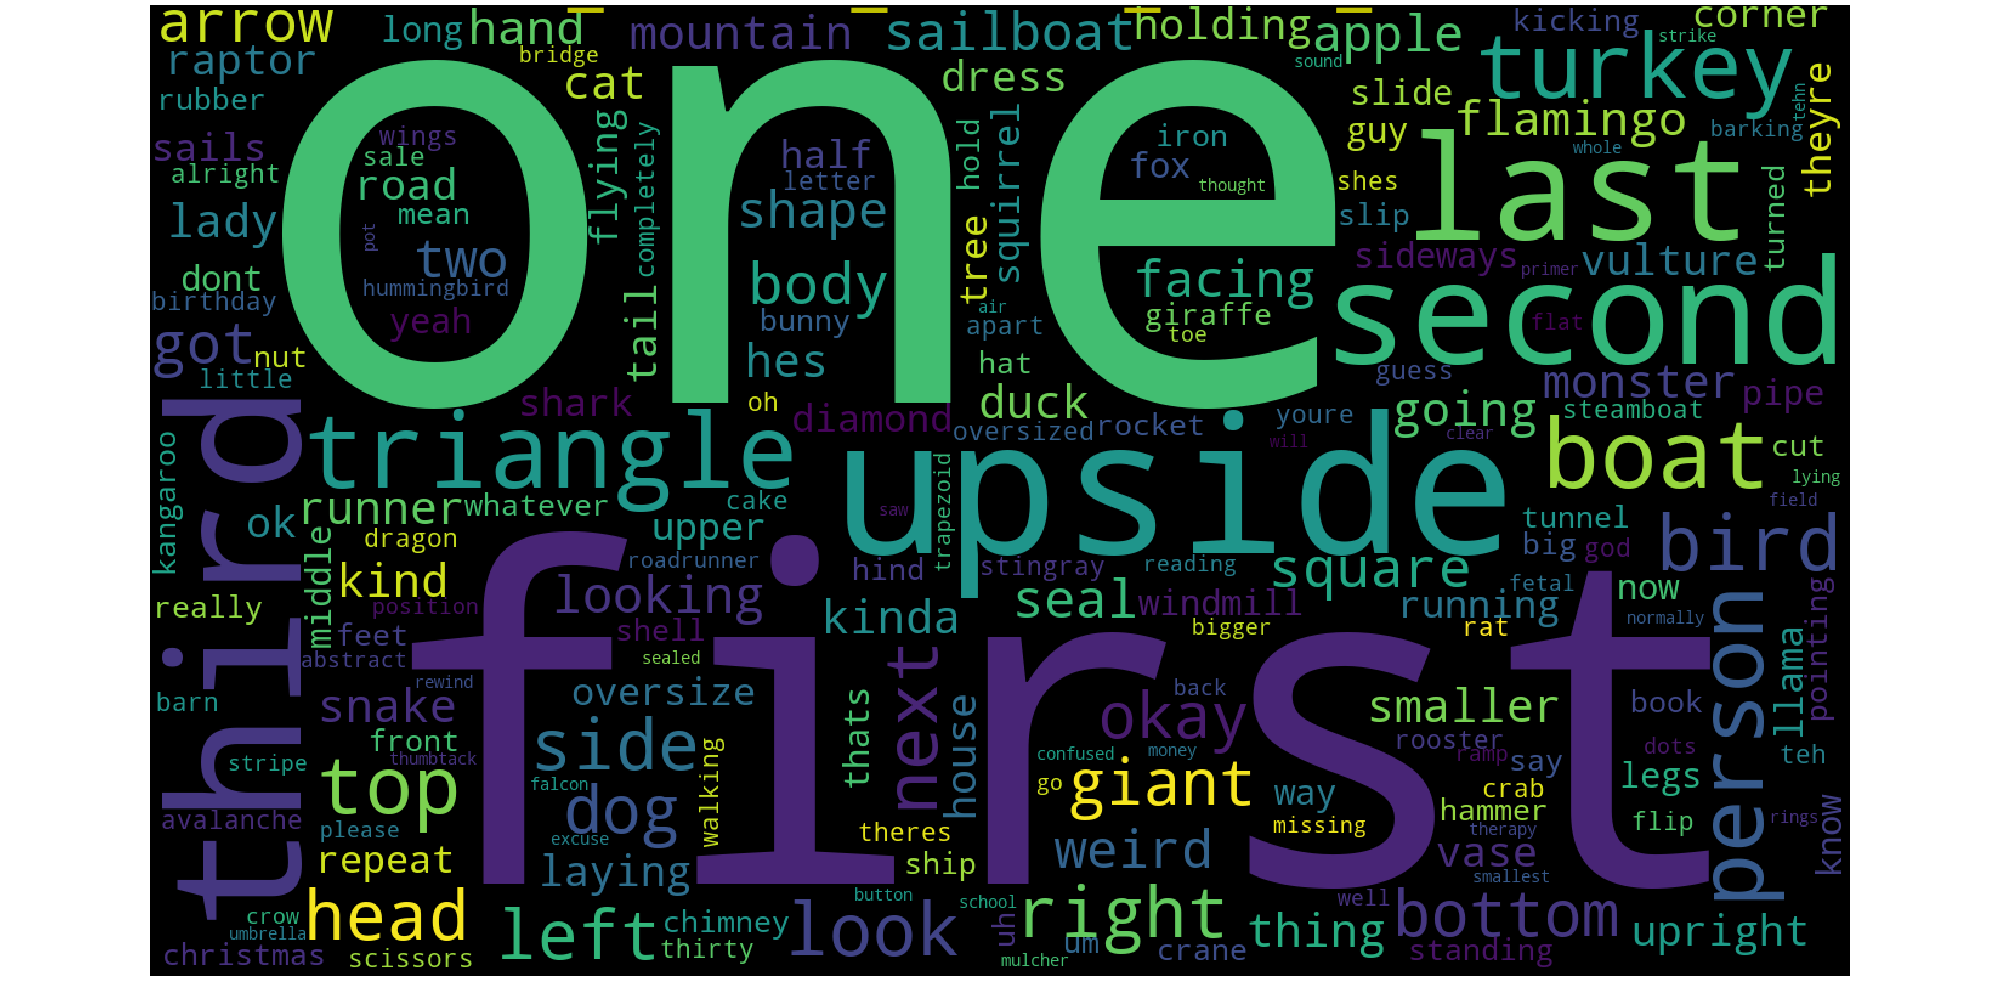 arrow
long
hand
mountain
sailboat
holding
apple
kicking
corner
raptor
bridge
cat
dress
sound
turkey
strike
rubber
slide
flamingo
tehn
theyre
sails
wings
flying
completely
half
squirrel
hold
iron
guy
barking
sale
alright
road
letter
fox
thought
shes
last
whole
lady
mean
shape
tree
slip
turned
pot
two
one
sideways
vulture
primer
dont
hummingbird
tail
body
facing
second
birthday
yeah
bunny
air
apart
giraffe
toe
flat
got
nut
hes
hat
guess
monster
pipe
little
shark
oh
diamond
duck
youre
going
steamboat
third
triangle
oversized
rocket
will
clear
boat
cut
kangaroo
upside
lying
runner
whatever
cake
saw
trapezoid
field
ok
upper
tunnel
bird
dragon
middle
roadrunner
hind
stingray
reading
square
big
god
kind
looking
fetal
now
really
position
first
kinda
seal
windmill
running
normally
feet
shell
bigger
rat
person
llama
pointing
abstract
sealed
next
barn
rewind
oversize
thats
house
back
okay
smaller
book
snake
front
side
confused
money
rooster
dots
stripe
thumbtack
walking
ramp
say
teh
top
falcon
go
giant
way
crab
legs
avalanche
please
dog
excuse
theres
missing
hammer
therapy
flip
rings
know
repeat
laying
ship
weird
vase
smallest
head
crow
umbrella
left
chimney
button
look
school
uh
right
thing
well
bottom
upright
christmas
scissors
thirty
mulcher
um
crane
standing